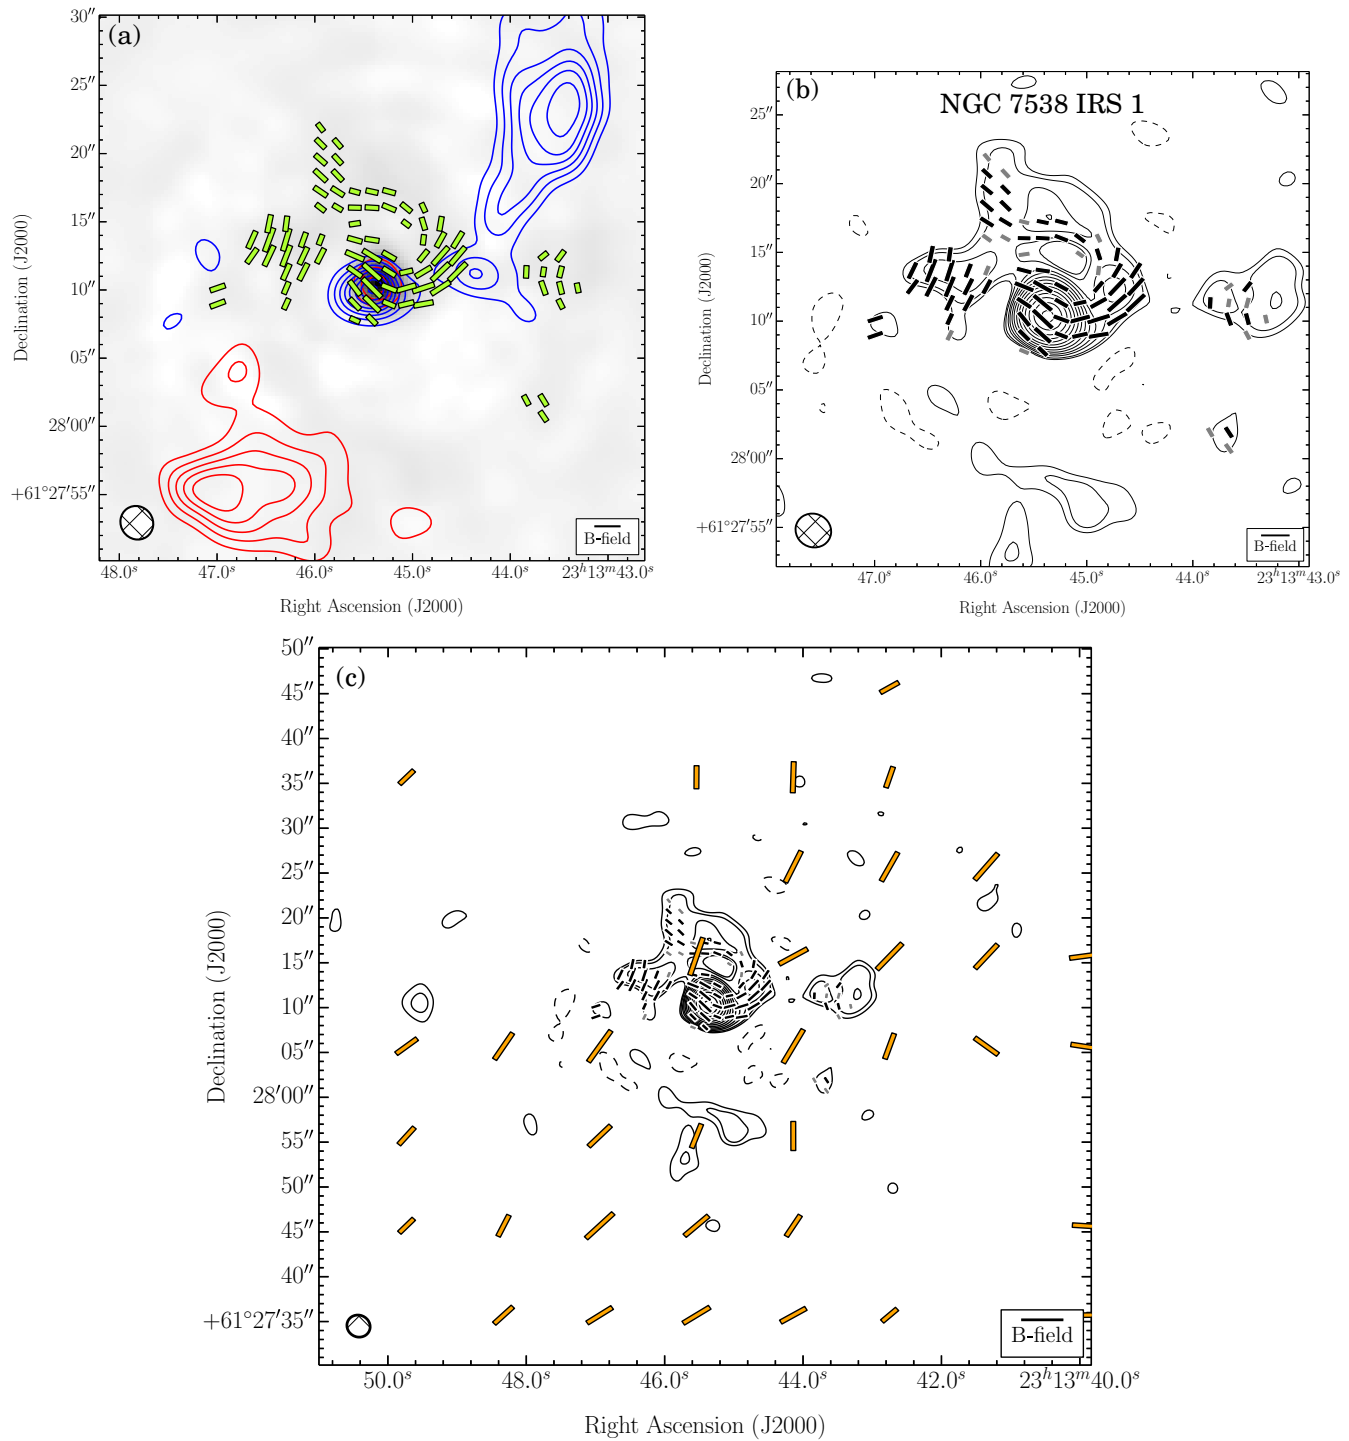 (a)
30″
25″
20″
15″
10″
05″
28′00″
+61°27′55″
Declination (J2000)
B-field
48.0ˢ 47.0ˢ 46.0ˢ 45.0ˢ 44.0ˢ 23ʰ13ᵐ43.0ˢ
Right Ascension (J2000)
(b)
NGC 7538 IRS 1
25″
20″
15″
10″
05″
28′00″
+61°27′55″
Declination (J2000)
B-field
47.0ˢ 46.0ˢ 45.0ˢ 44.0ˢ 23ʰ13ᵐ43.0ˢ
Right Ascension (J2000)
(c)
50″
45″
40″
35″
30″
25″
20″
15″
10″
05″
28′00″
55″
50″
45″
40″
+61°27′35″
Declination (J2000)
B-field
50.0ˢ 48.0ˢ 46.0ˢ 44.0ˢ 42.0ˢ 23ʰ13ᵐ40.0ˢ
Right Ascension (J2000)